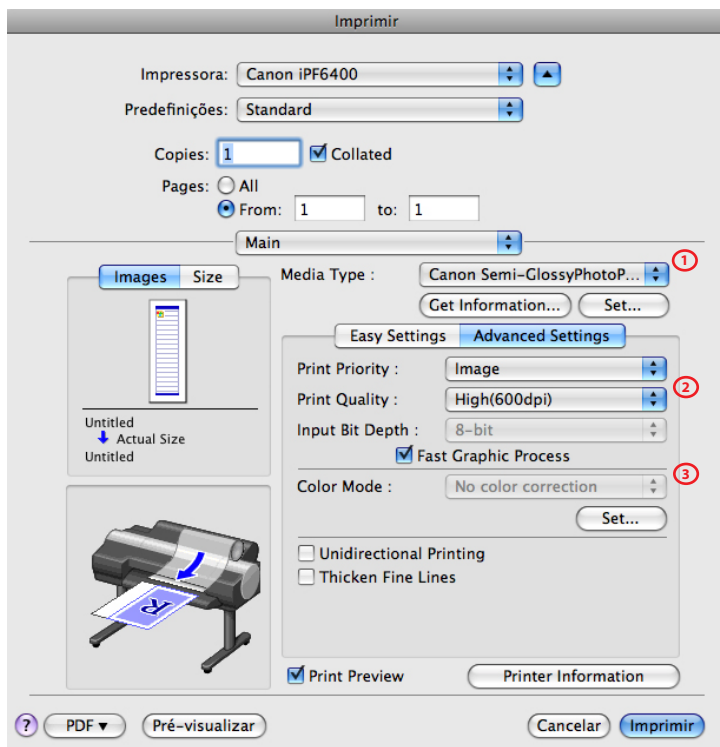 Imprimir
Impressora: Canon iPF6400
Predefinições: Standard
Copies: 1 Collated
Pages: All
From: 1 to: 1
Main
Images Size
Media Type : Canon Semi-GlossyPhotoP... 1
Get Information... Set...
Easy Settings Advanced Settings
Print Priority : Image
Print Quality : High(600dpi) 2
Input Bit Depth : 8-bit
Fast Graphic Process
Color Mode : No color correction 3
Set...
Untitled
Actual Size
Untitled
R
Unidirectional Printing
Thicken Fine Lines
Print Preview Printer Information
? PDF Pré-visualizar Cancelar Imprimir